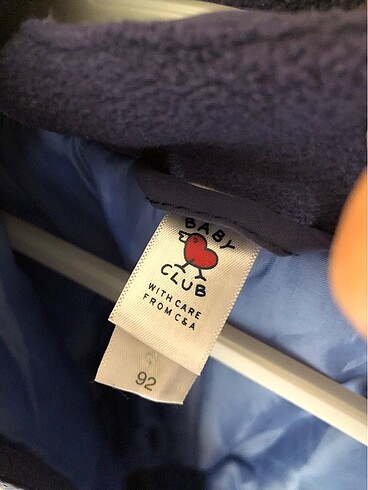 BABY
CLUB
WITH CARE
FROM C&A
92